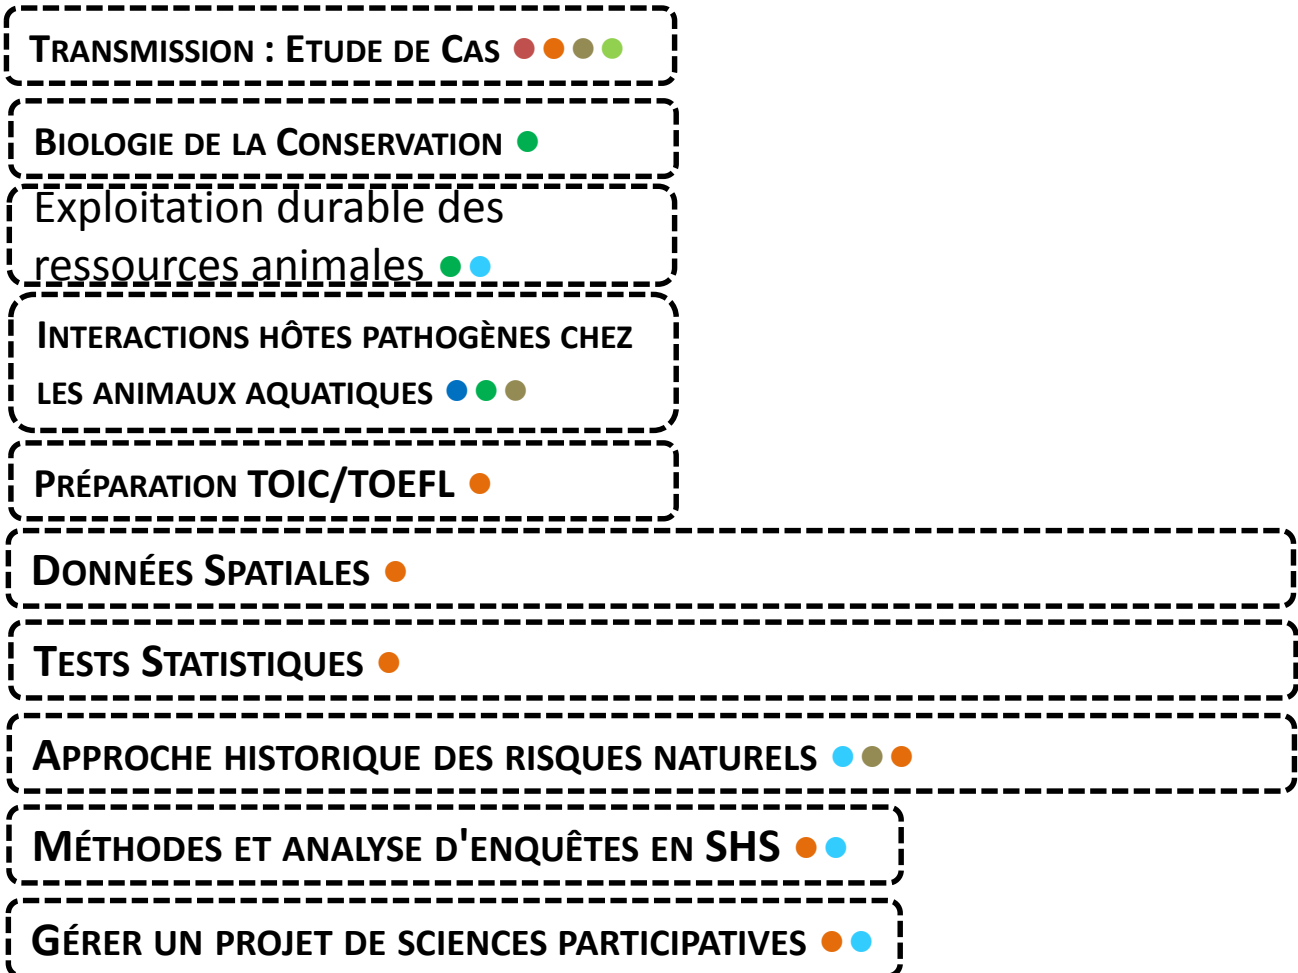 TRANSMISSION : ETUDE DE CAS
BIOLOGIE DE LA CONSERVATION
Exploitation durable des
ressources animales
INTERACTIONS HÔTES PATHOGÈNES CHEZ
LES ANIMAUX AQUATIQUES
PRÉPARATION TOIC/TOEFL
DONNÉES SPATIALES
TESTS STATISTIQUES
APPROCHE HISTORIQUE DES RISQUES NATURELS
MÉTHODES ET ANALYSE D'ENQUÊTES EN SHS
GÉRER UN PROJET DE SCIENCES PARTICIPATIVES